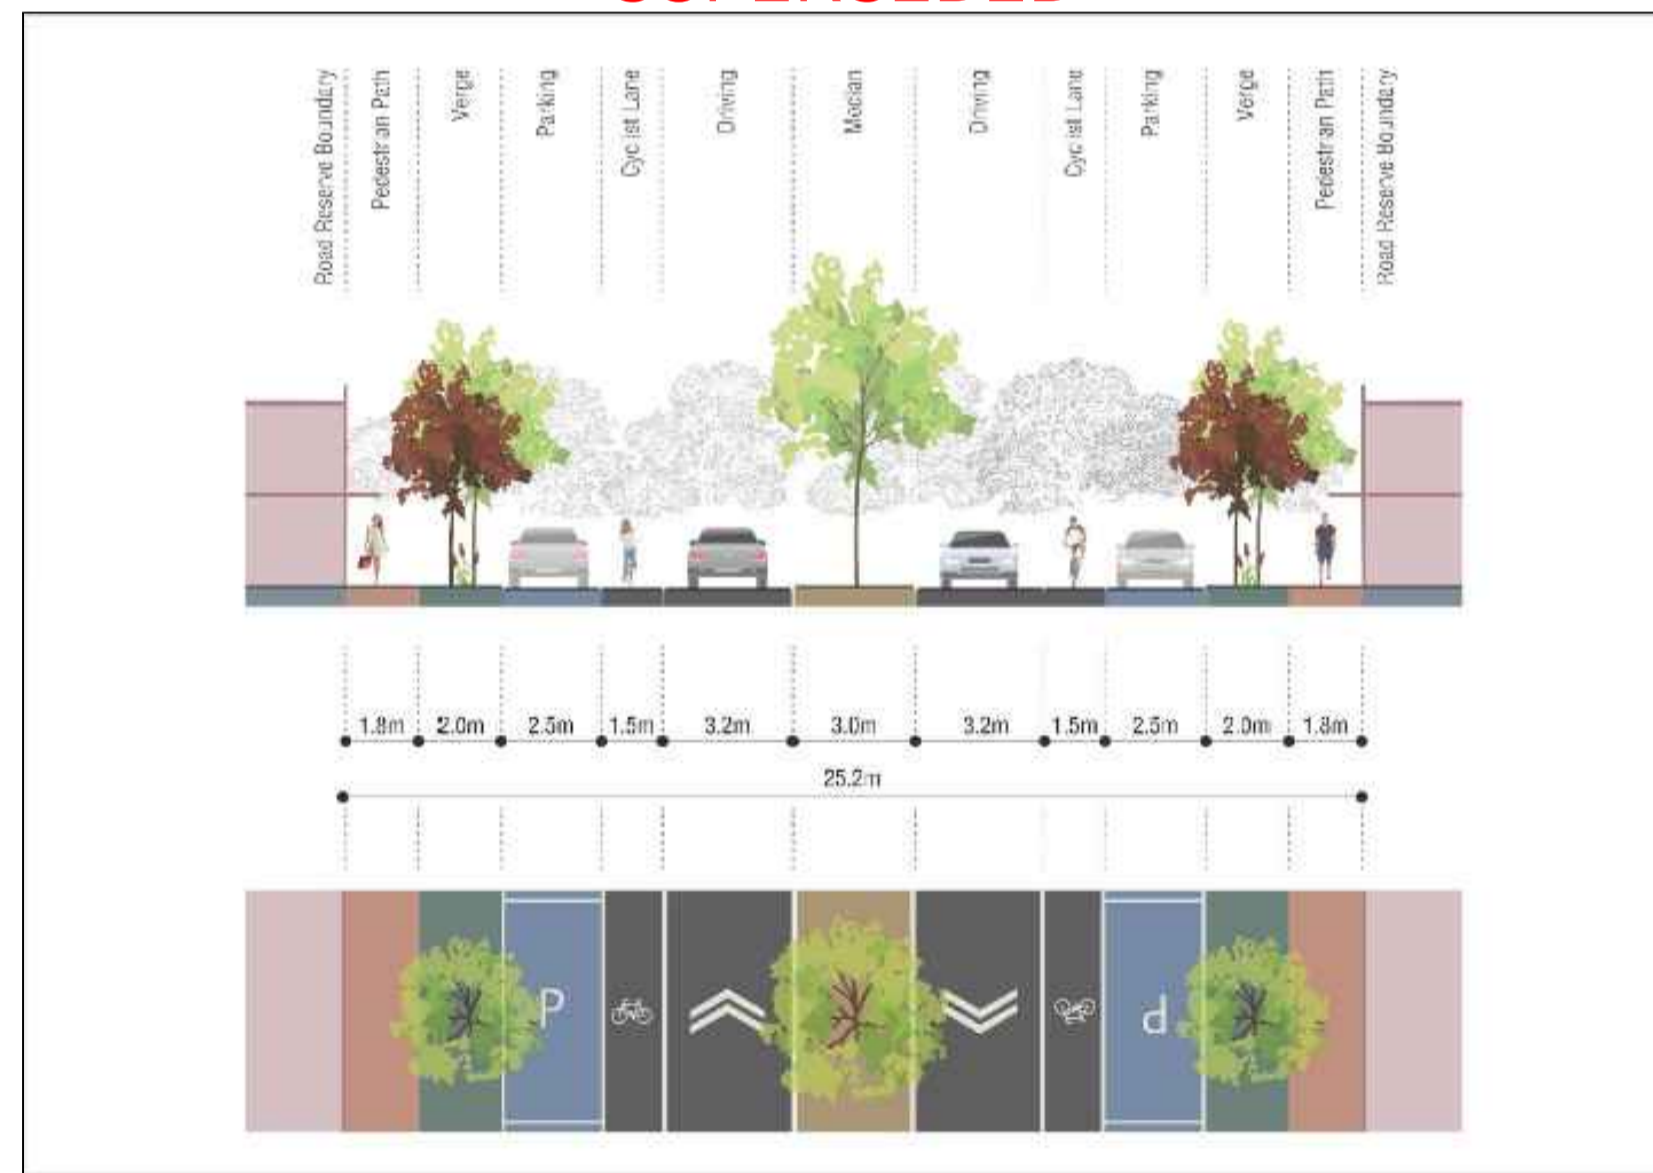 SUPERSEDED
Road Reserve Boundary
Pedestrian Path
Verge
Parking
Cyclist Lane
Driving
Median
Driving
Cyclist Lane
Parking
Verge
Pedestrian Path
Road Reserve Boundary
1.8m 2.0m 2.5m 1.5m 3.2m 3.0m 3.2m 1.5m 2.5m 2.0m 1.8m
25.2m
P
P